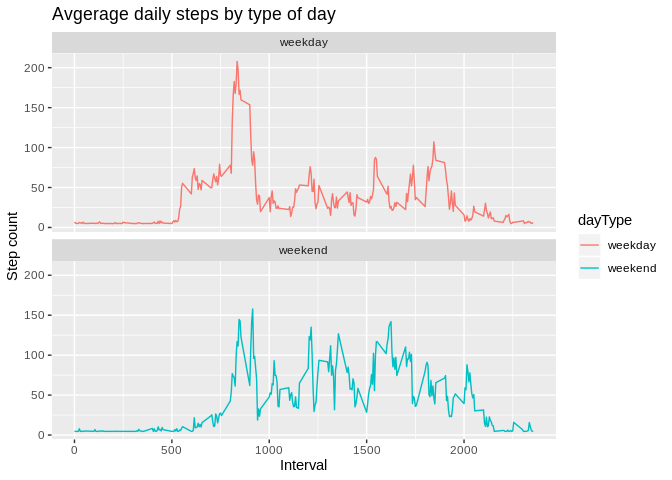 Avgerage daily steps by type of day
weekday
200
150
100
50
0
weekend
200
150
100
50
0
0 500 1000 1500 2000
Interval
Step count
dayType
weekday
weekend